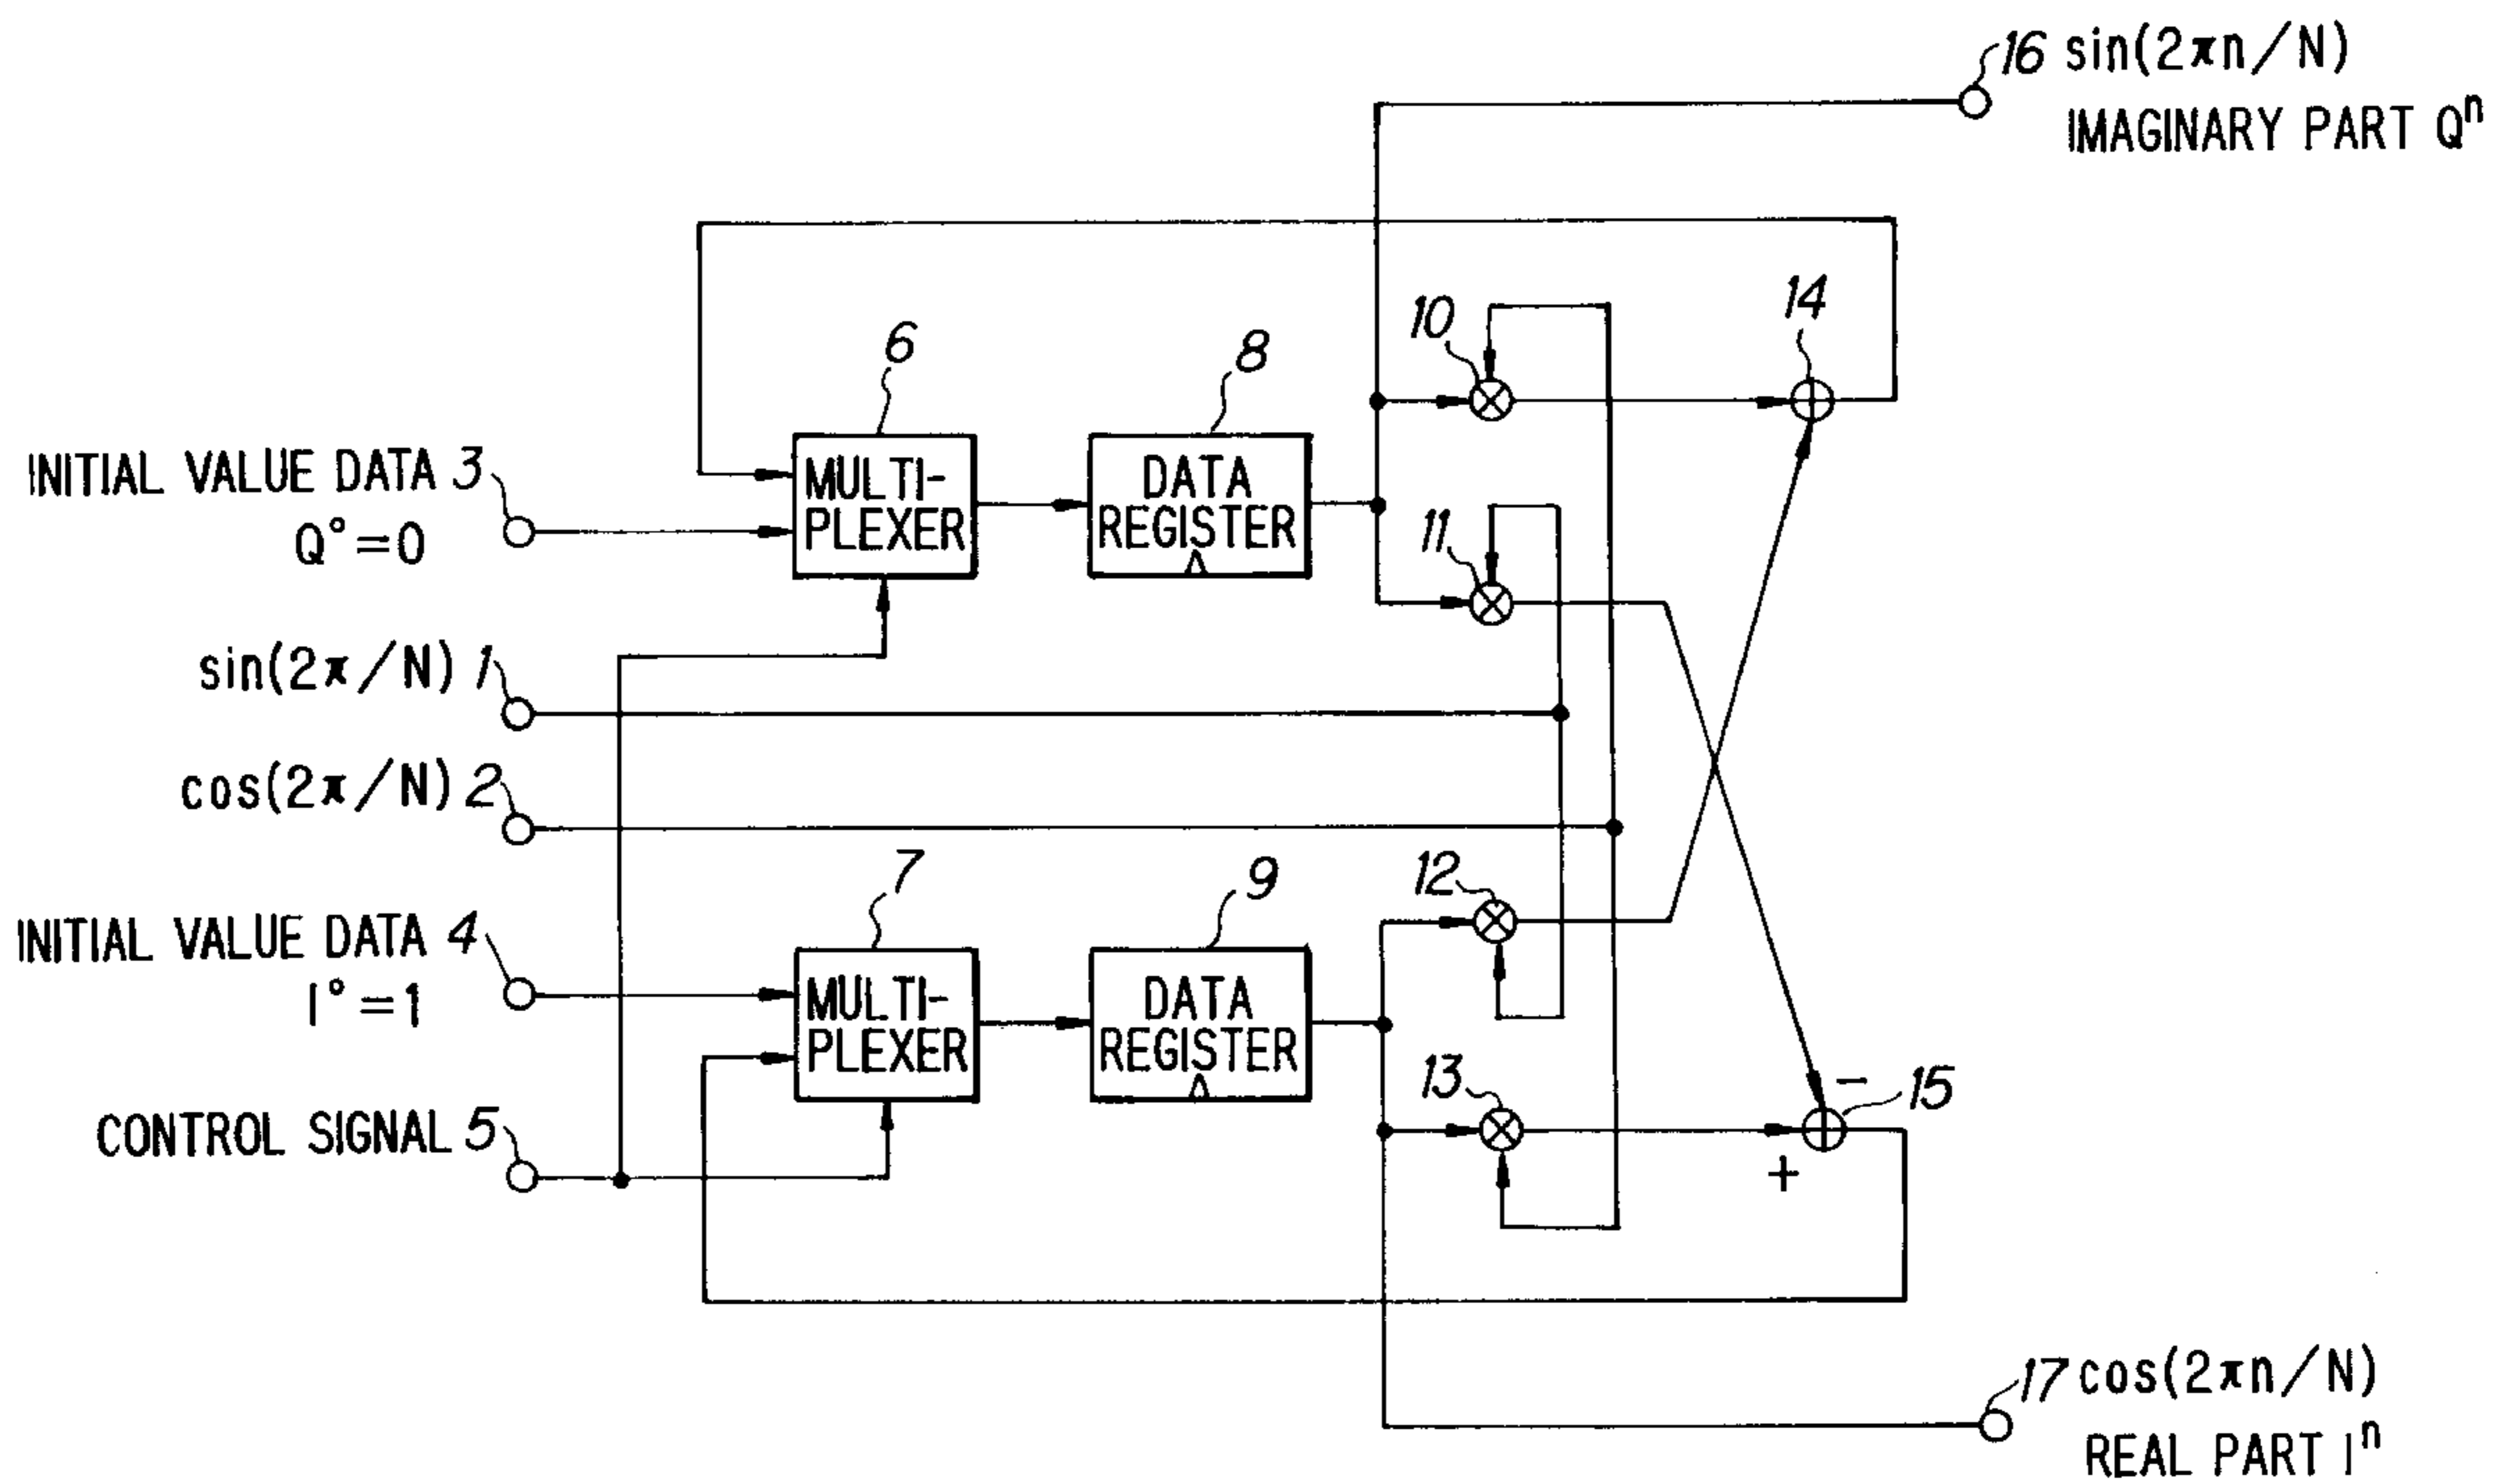 16 sin(2πn/N)
IMAGINARY PART Qⁿ
14
10
6
8
INITIAL VALUE DATA 3
Q°=0
MULTI-
PLEXER
DATA
REGISTER
11
sin(2π/N) 1
cos(2π/N) 2
7
9
12
INITIAL VALUE DATA 4
I°=1
MULTI-
PLEXER
DATA
REGISTER
13
− 15
CONTROL SIGNAL 5
+
17 cos(2πn/N)
REAL PART Iⁿ